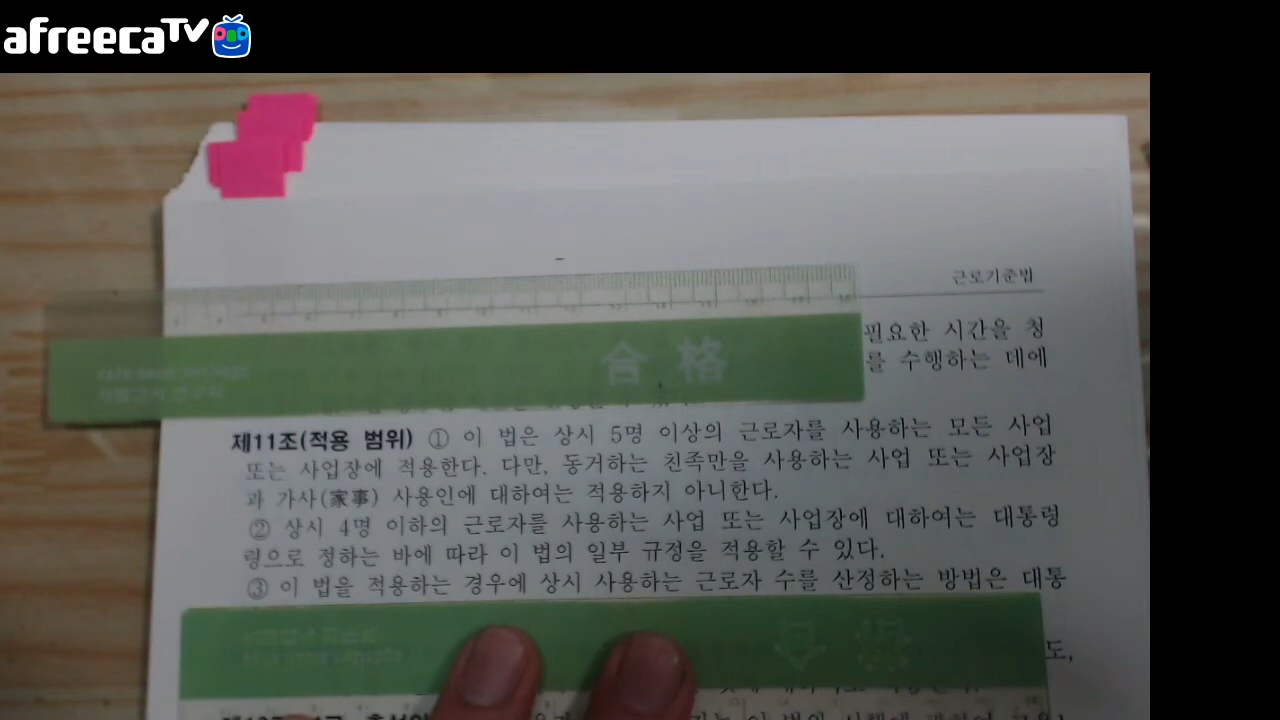 afreecaTV
근로기준법
필요한 시간을 청
를 수행하는 데에
合格
제11조(적용 범위) ① 이 법은 상시 5명 이상의 근로자를 사용하는 모든 사업
또는 사업장에 적용한다. 다만, 동거하는 친족만을 사용하는 사업 또는 사업장
과 가사(家事) 사용인에 대하여는 적용하지 아니한다.
② 상시 4명 이하의 근로자를 사용하는 사업 또는 사업장에 대하여는 대통령
령으로 정하는 바에 따라 이 법의 일부 규정을 적용할 수 있다.
③ 이 법을 적용하는 경우에 상시 사용하는 근로자 수를 산정하는 방법은 대통
도,